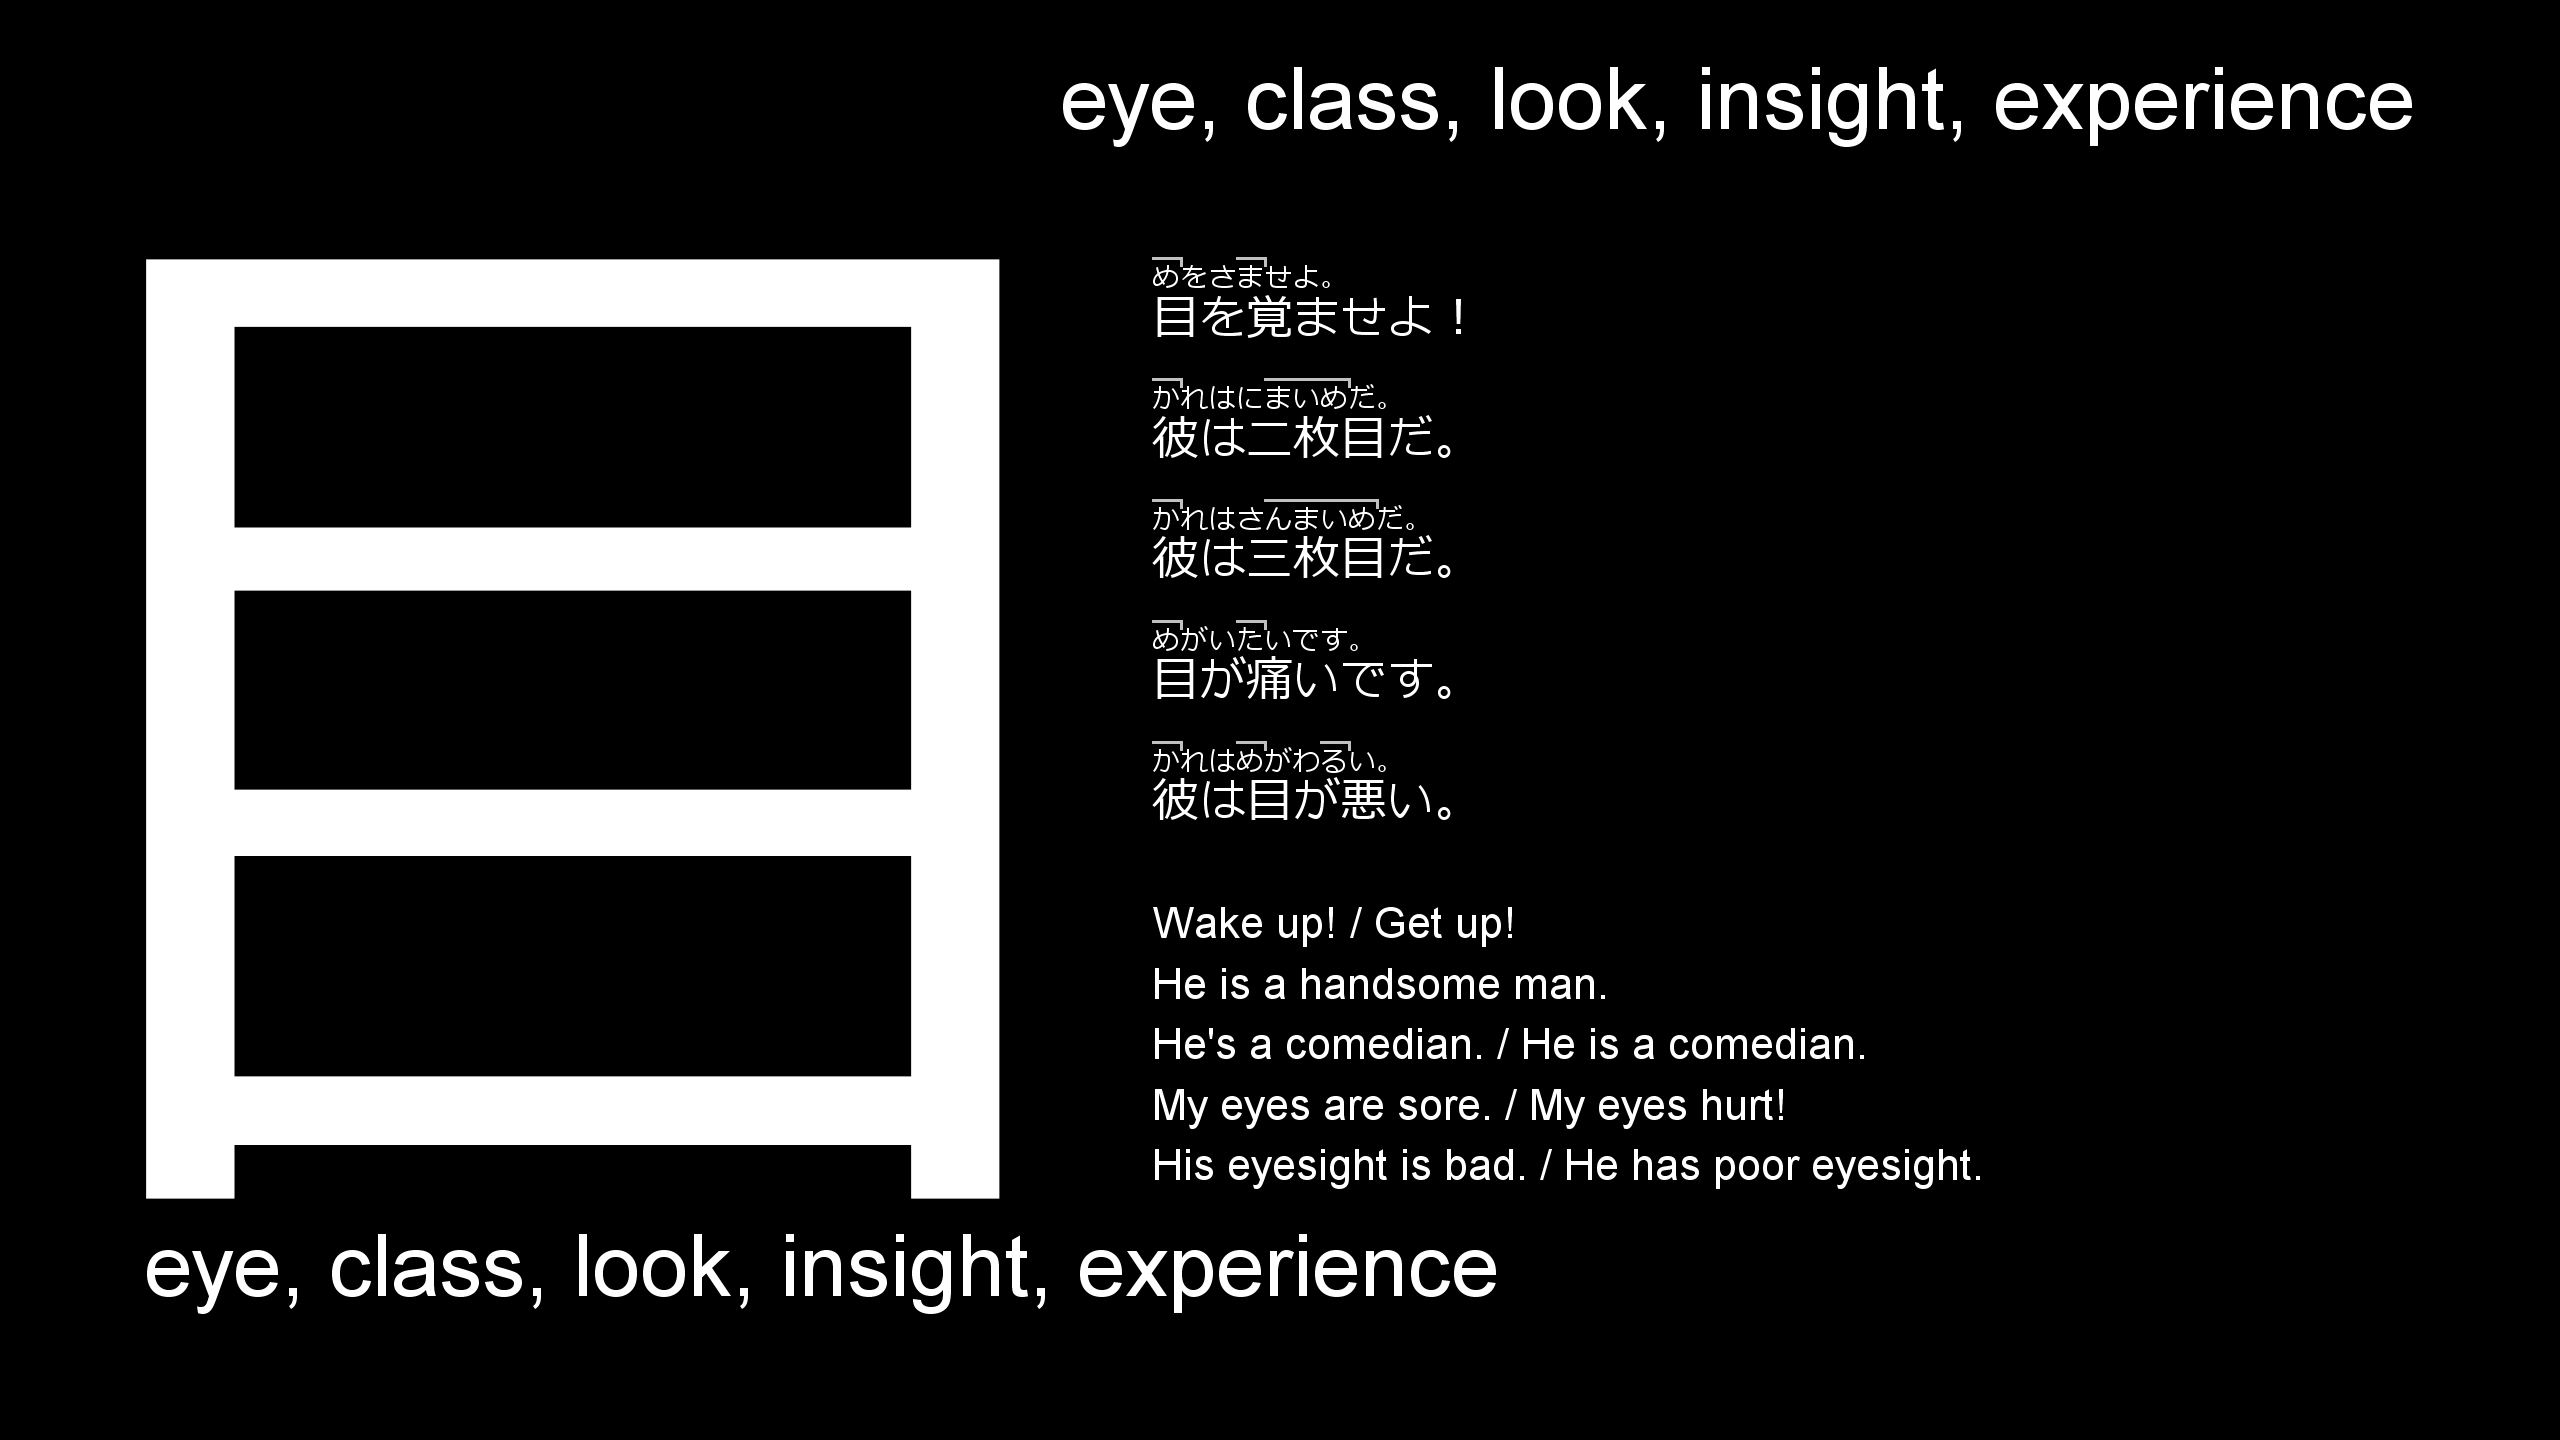 eye, class, look, insight, experience
目
めをさませよ。
目を覚ませよ！
かれはにまいめだ。
彼は二枚目だ。
かれはさんまいめだ。
彼は三枚目だ。
めがいたいです。
目が痛いです。
かれはめがわるい。
彼は目が悪い。
Wake up! / Get up!
He is a handsome man.
He's a comedian. / He is a comedian.
My eyes are sore. / My eyes hurt!
His eyesight is bad. / He has poor eyesight.
eye, class, look, insight, experience